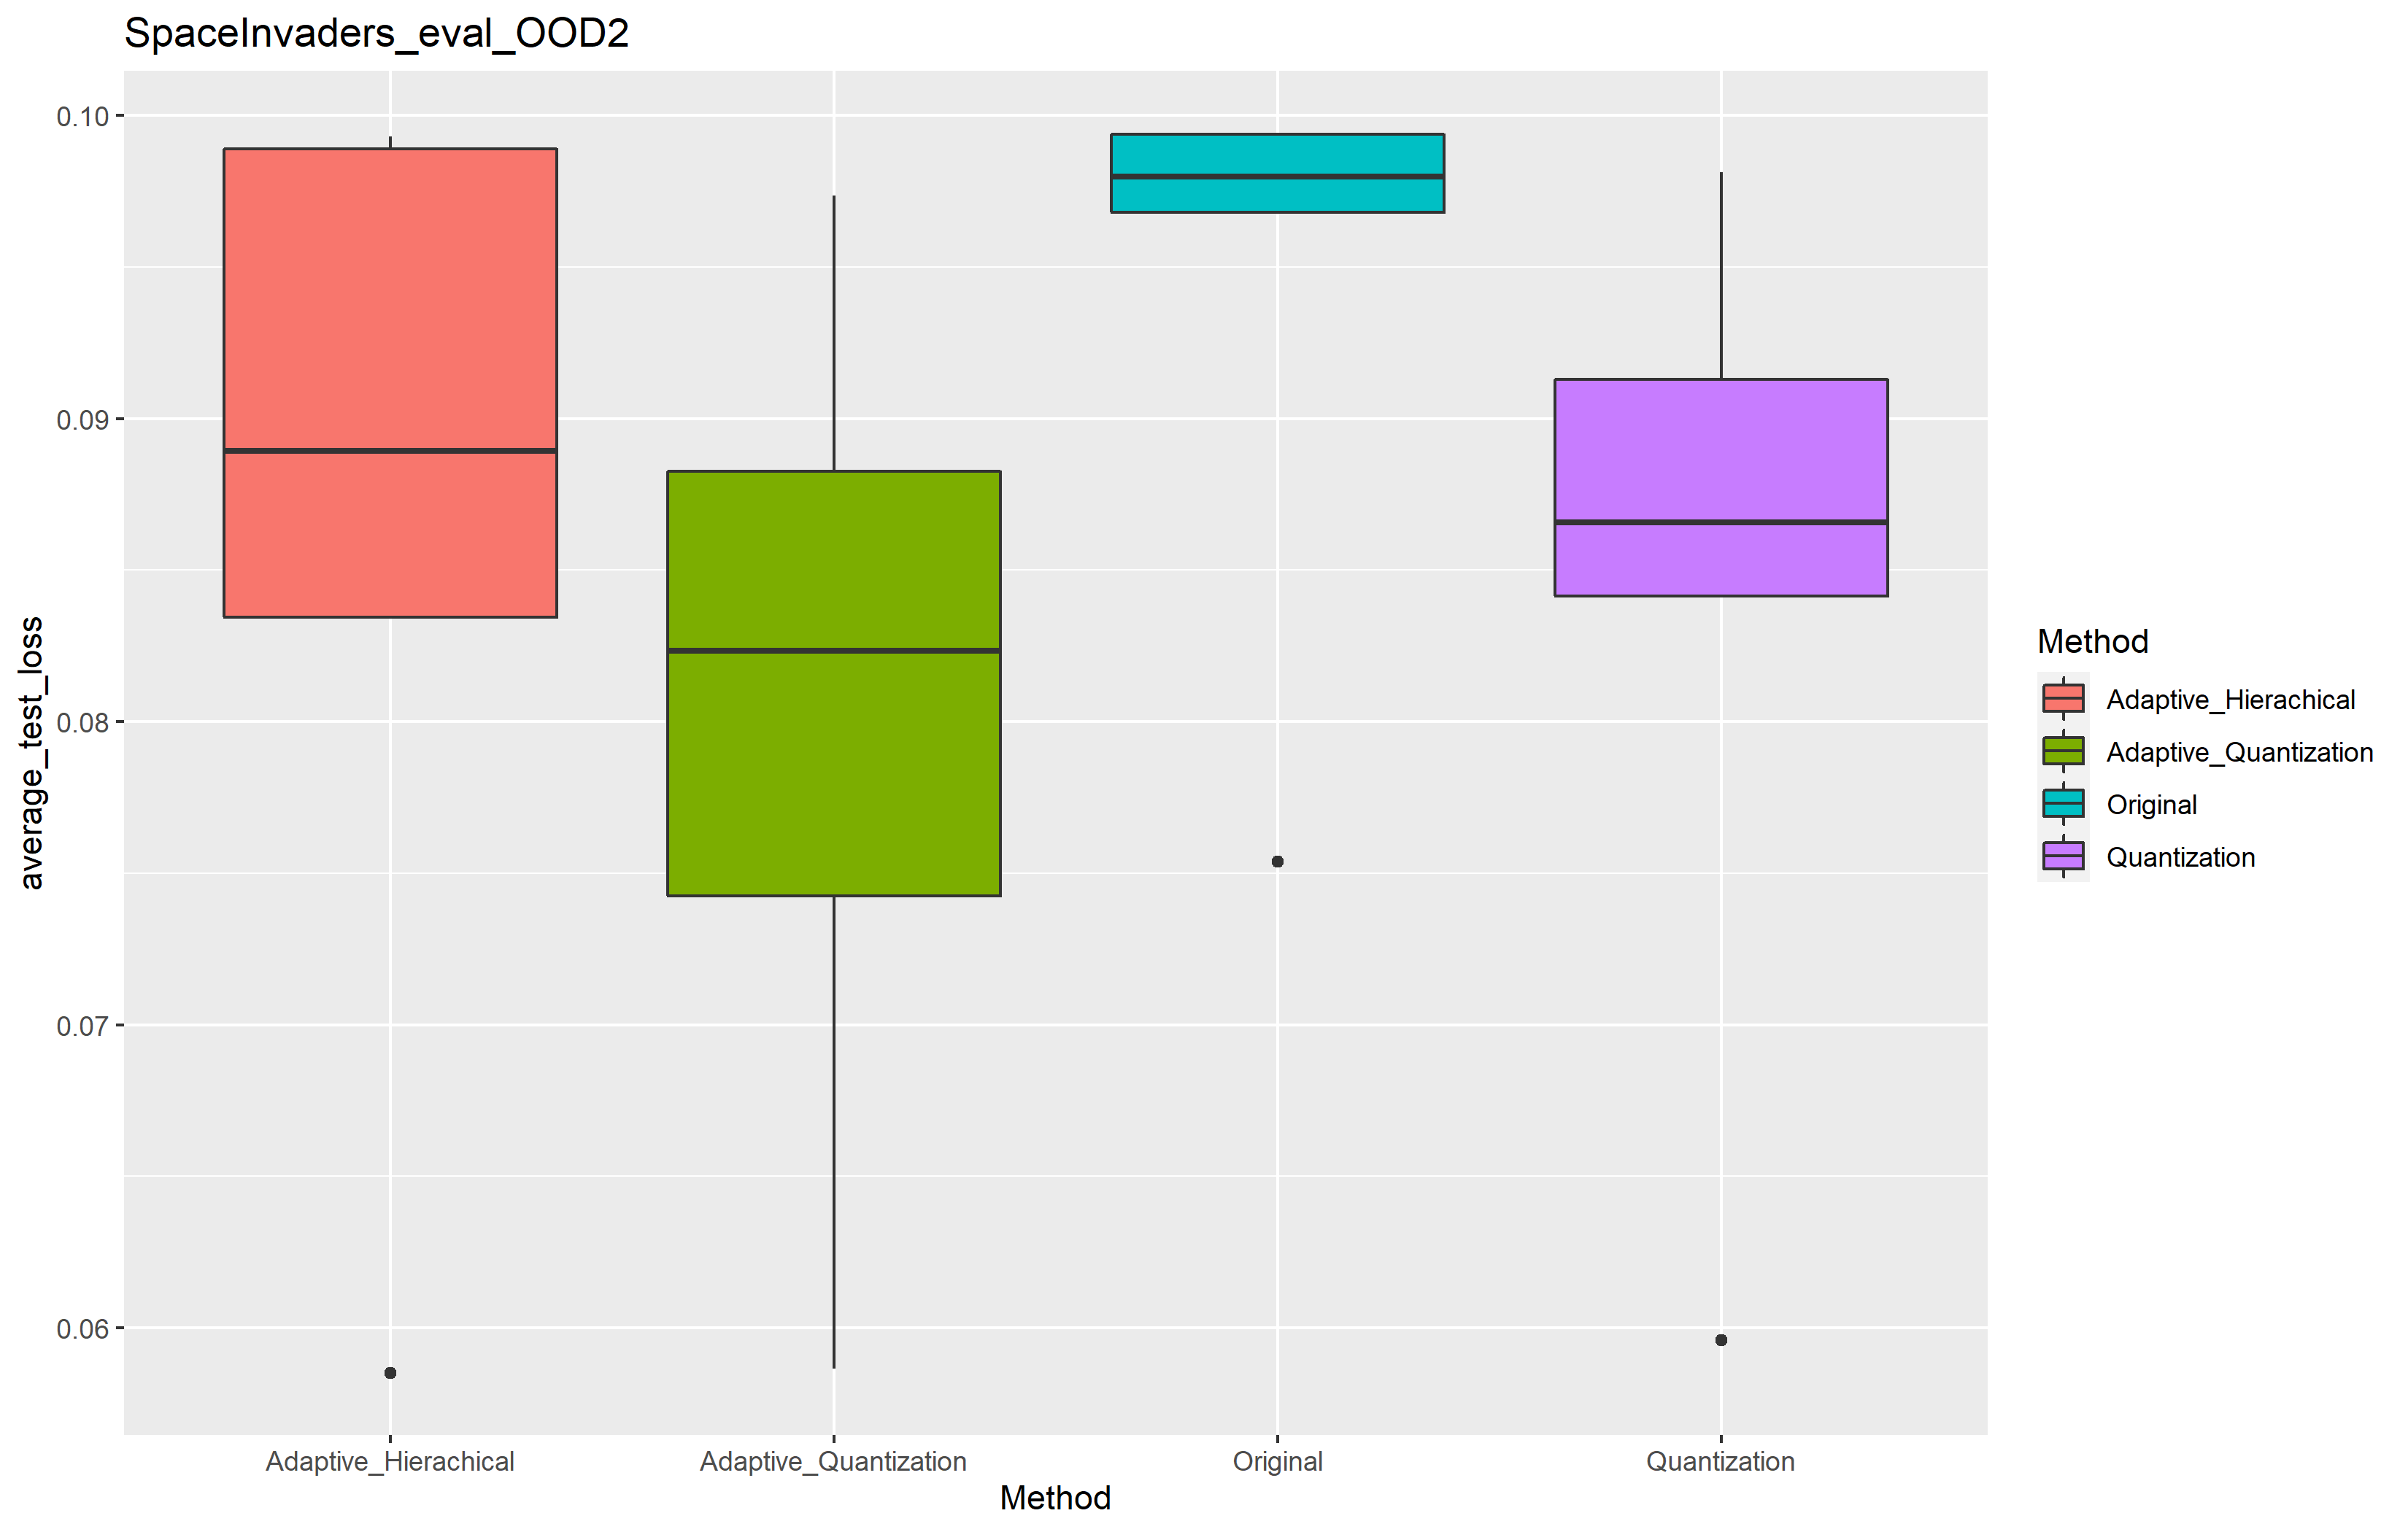 SpaceInvaders_eval_OOD2
average_test_loss
0.10
0.09
0.08
0.07
0.06
Adaptive_Hierachical
Adaptive_Quantization
Original
Quantization
Method
Method
Adaptive_Hierachical
Adaptive_Quantization
Original
Quantization